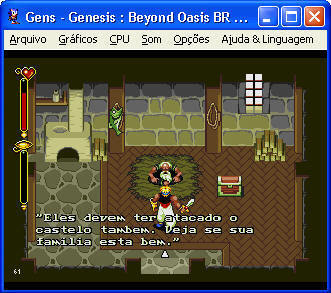 Gens - Genesis : Beyond Oasis BR ...
Arquivo Gráficos CPU Som Opções Ajuda & Linguagem
"Eles devem ter atacado o
castelo tambem. Veja se sua
familia esta bem."
61